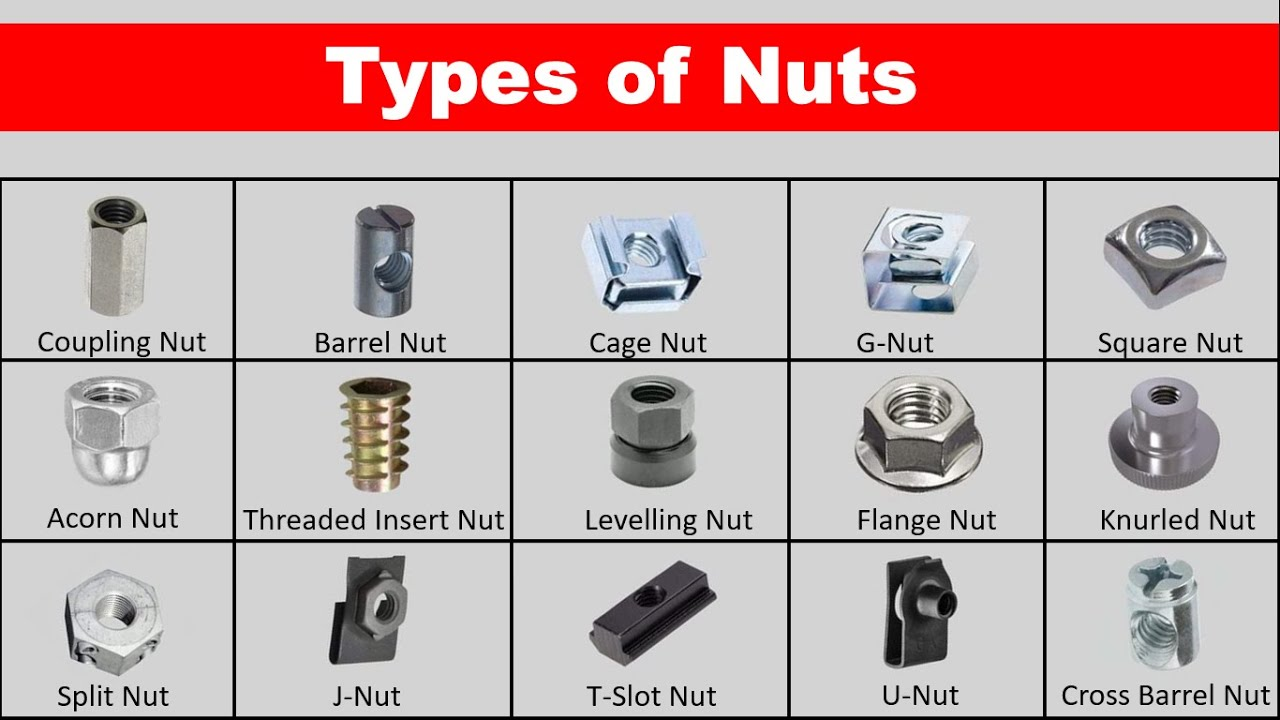 Types of Nuts
Coupling Nut
Barrel Nut
Cage Nut
G-Nut
Square Nut
Acorn Nut
Threaded Insert Nut
Levelling Nut
Flange Nut
Knurled Nut
Split Nut
J-Nut
T-Slot Nut
U-Nut
Cross Barrel Nut